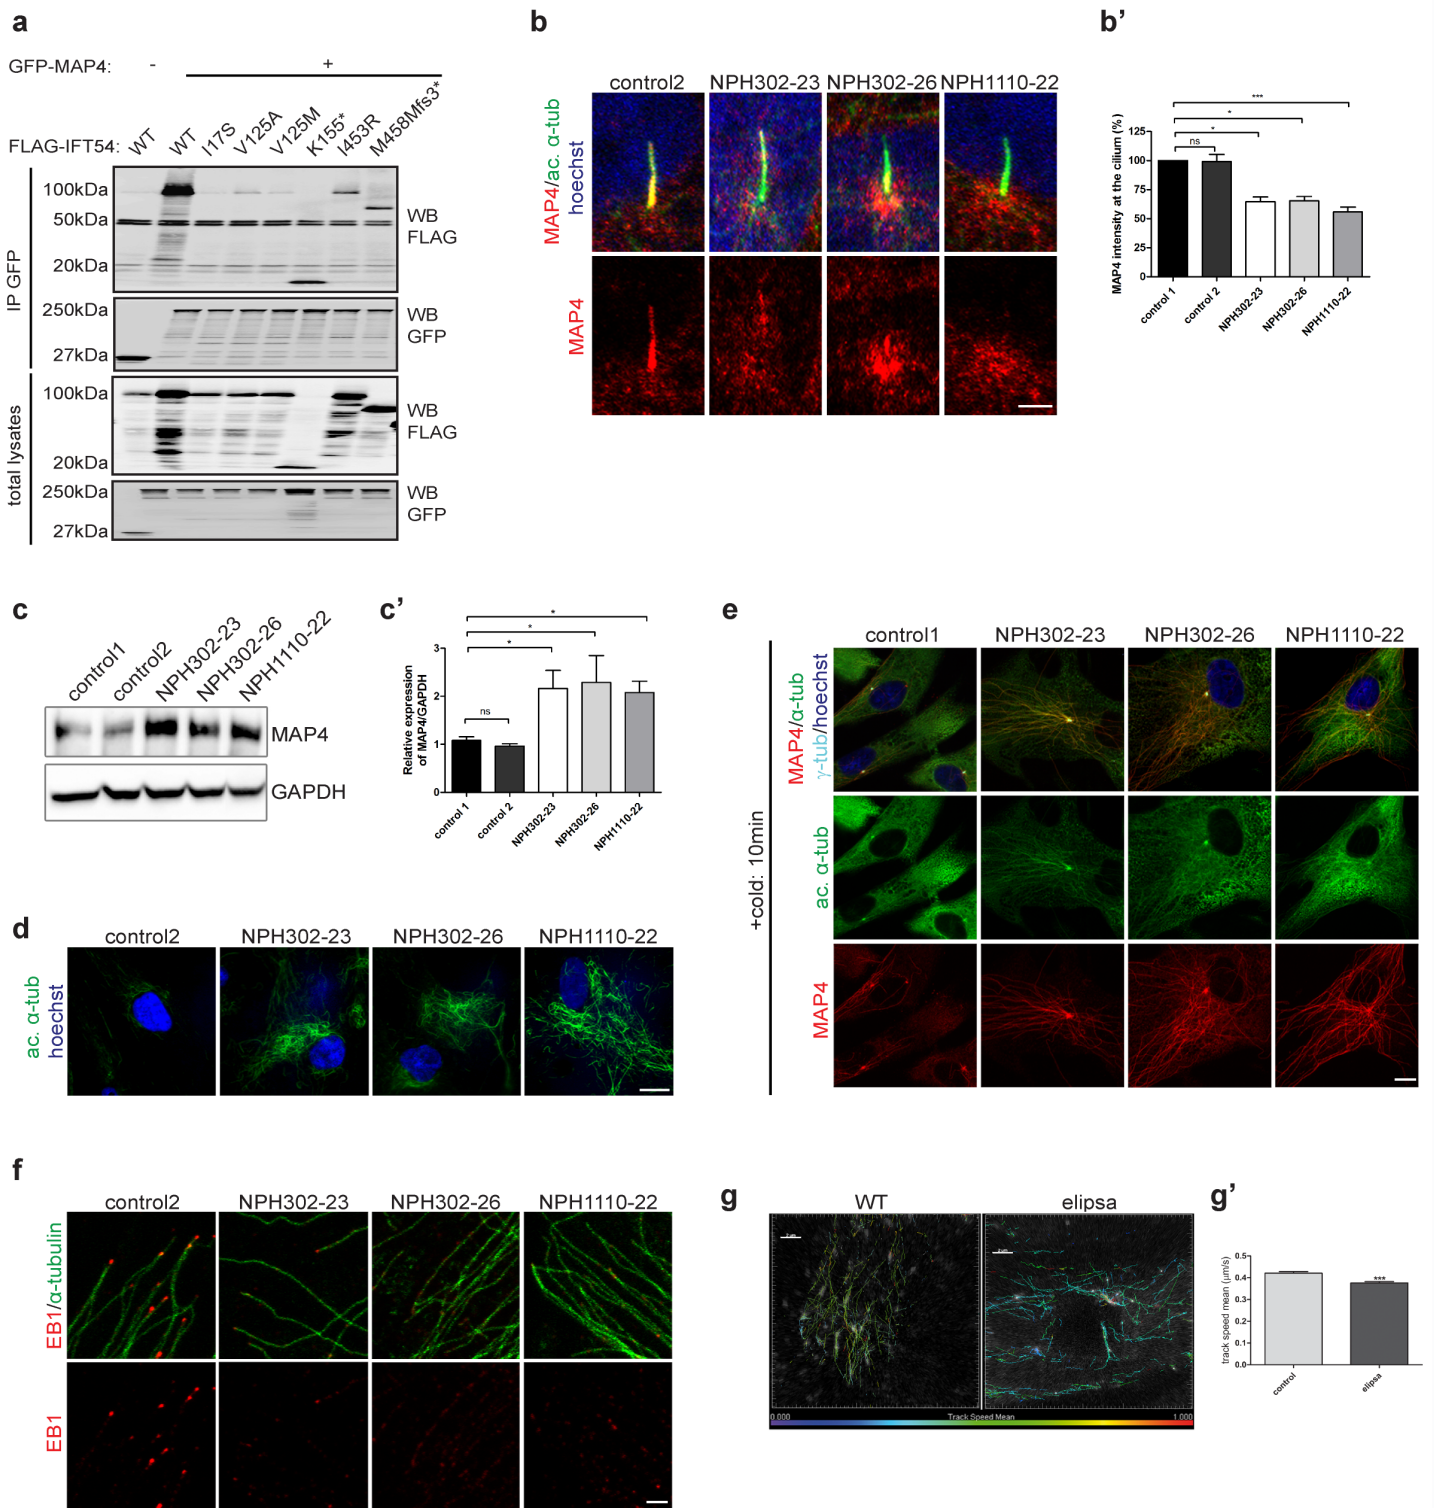 a
GFP-MAP4: - +
FLAG-IFT54: WT WT I17S V125A V125M K155* I453R M458Mfs3*
IP GFP
100kDa
50kDa
20kDa
WB
FLAG
250kDa
27kDa
WB
GFP
total lysates
100kDa
20kDa
WB
FLAG
250kDa
27kDa
WB
GFP
b
control2 NPH302-23 NPH302-26 NPH1110-22
MAP4/ac. α-tub
hoechst
MAP4
b’
MAP4 intensity at the cilium (%)
125
100
75
50
25
0
ns
*
*
***
control 1
control 2
NPH302-23
NPH302-26
NPH1110-22
c
control1 control2 NPH302-23 NPH302-26 NPH1110-22
MAP4
GAPDH
c’
Relative expression
of MAP4/GAPDH
3
2
1
0
ns
*
*
*
control 1
control 2
NPH302-23
NPH302-26
NPH1110-22
d
control2 NPH302-23 NPH302-26 NPH1110-22
ac. α-tub
hoechst
e
control1 NPH302-23 NPH302-26 NPH1110-22
+cold: 10min
MAP4/α-tub
γ-tub/hoechst
ac. α-tub
MAP4
f
control2 NPH302-23 NPH302-26 NPH1110-22
EB1/α-tubulin
EB1
g
WT elipsa
2 μm
2 μm
0.000 Track Speed Mean 1.000
g’
track speed mean (μm/s)
0.5
0.4
0.3
0.2
0.1
0.0
***
control
elipsa